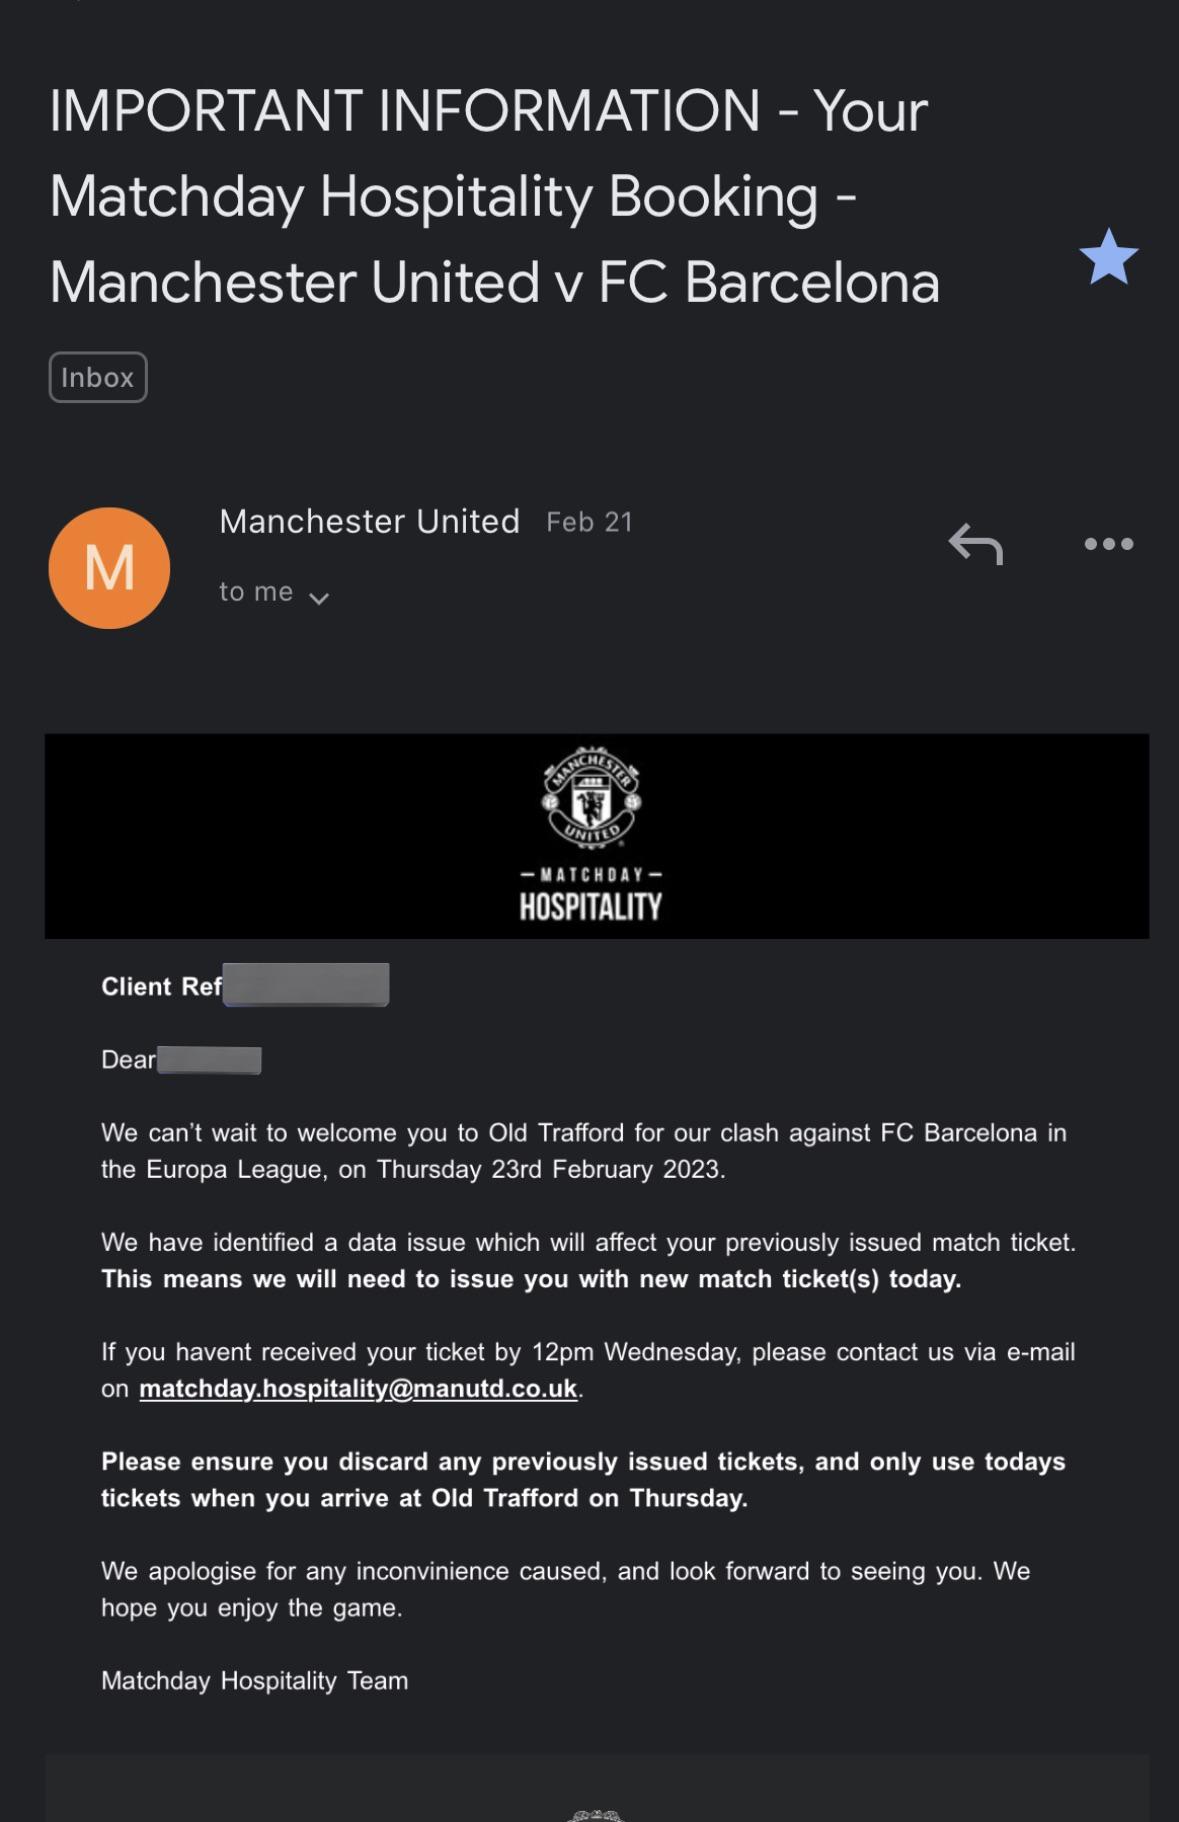 IMPORTANT INFORMATION - Your
Matchday Hospitality Booking -
Manchester United v FC Barcelona
Inbox
M
Manchester United Feb 21
to me
MANCHESTER
UNITED
MATCHDAY
HOSPITALITY
Client Ref
Dear
We can’t wait to welcome you to Old Trafford for our clash against FC Barcelona in
the Europa League, on Thursday 23rd February 2023.
We have identified a data issue which will affect your previously issued match ticket.
This means we will need to issue you with new match ticket(s) today.
If you havent received your ticket by 12pm Wednesday, please contact us via e-mail
on matchday.hospitality@manutd.co.uk.
Please ensure you discard any previously issued tickets, and only use todays
tickets when you arrive at Old Trafford on Thursday.
We apologise for any inconvinience caused, and look forward to seeing you. We
hope you enjoy the game.
Matchday Hospitality Team